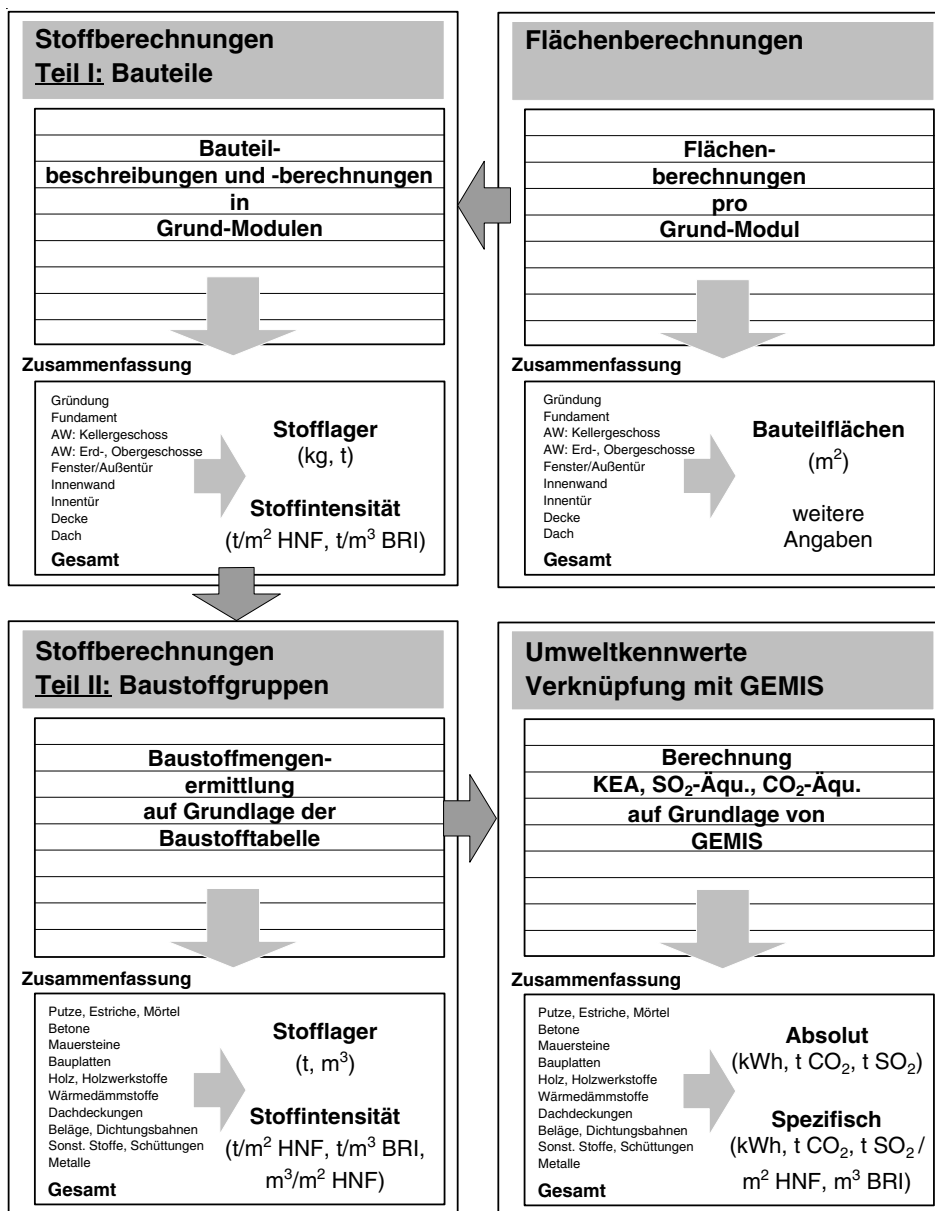 Stoffberechnungen
Teil I: Bauteile
Bauteil-
beschreibungen und -berechnungen
in
Grund-Modulen
Zusammenfassung
Gründung
Fundament
AW: Kellergeschoss
AW: Erd-, Obergeschosse
Fenster/Außentür
Innenwand
Innentür
Decke
Dach
Gesamt
Stofflager
(kg, t)
Stoffintensität
(t/m² HNF, t/m³ BRI)
Flächenberechnungen
Flächen-
berechnungen
pro
Grund-Modul
Zusammenfassung
Gründung
Fundament
AW: Kellergeschoss
AW: Erd-, Obergeschosse
Fenster/Außentür
Innenwand
Innentür
Decke
Dach
Gesamt
Bauteilflächen
(m²)
weitere
Angaben
Stoffberechnungen
Teil II: Baustoffgruppen
Baustoffmengen-
ermittlung
auf Grundlage der
Baustofftabelle
Zusammenfassung
Putze, Estriche, Mörtel
Betone
Mauersteine
Bauplatten
Holz, Holzwerkstoffe
Wärmedämmstoffe
Dachdeckungen
Beläge, Dichtungsbahnen
Sonst. Stoffe, Schüttungen
Metalle
Gesamt
Stofflager
(t, m³)
Stoffintensität
(t/m² HNF, t/m³ BRI,
m³/m² HNF)
Umweltkennwerte
Verknüpfung mit GEMIS
Berechnung
KEA, SO₂-Äqu., CO₂-Äqu.
auf Grundlage von
GEMIS
Zusammenfassung
Putze, Estriche, Mörtel
Betone
Mauersteine
Bauplatten
Holz, Holzwerkstoffe
Wärmedämmstoffe
Dachdeckungen
Beläge, Dichtungsbahnen
Sonst. Stoffe, Schüttungen
Metalle
Gesamt
Absolut
(kWh, t CO₂, t SO₂)
Spezifisch
(kWh, t CO₂, t SO₂ /
m² HNF, m³ BRI)